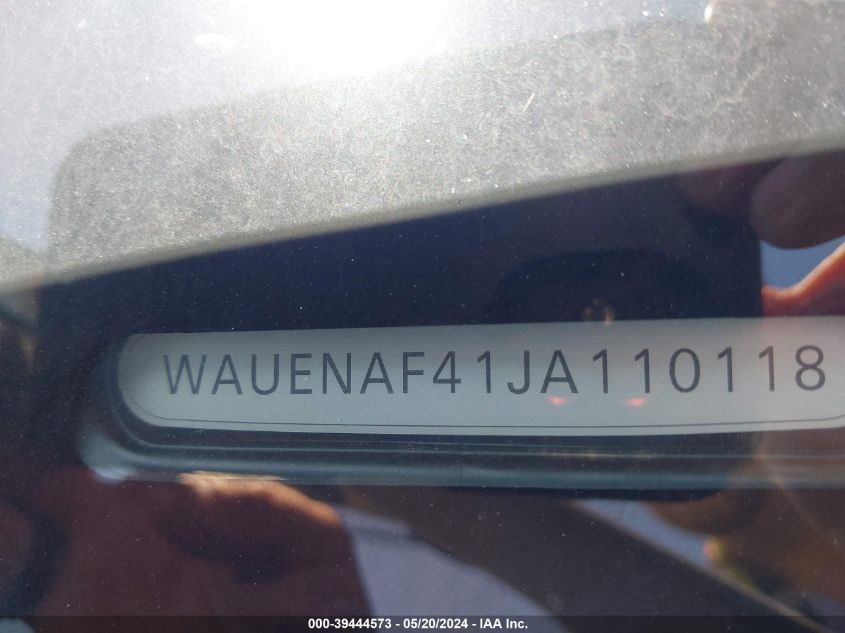 WAUENAF41JA110118
000-39444573 — 05/20/2024 — IAA Inc.